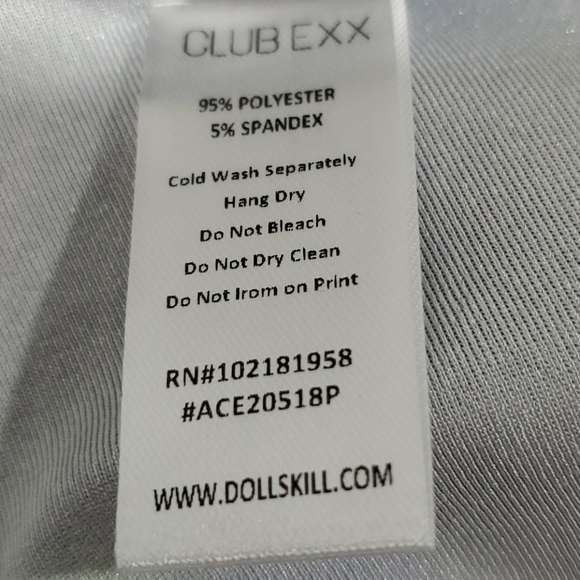 CLUB EXX
95% POLYESTER
5% SPANDEX
Cold Wash Separately
Hang Dry
Do Not Bleach
Do Not Dry Clean
Do Not Irom on Print
RN#102181958
#ACE20518P
WWW.DOLLSKILL.COM